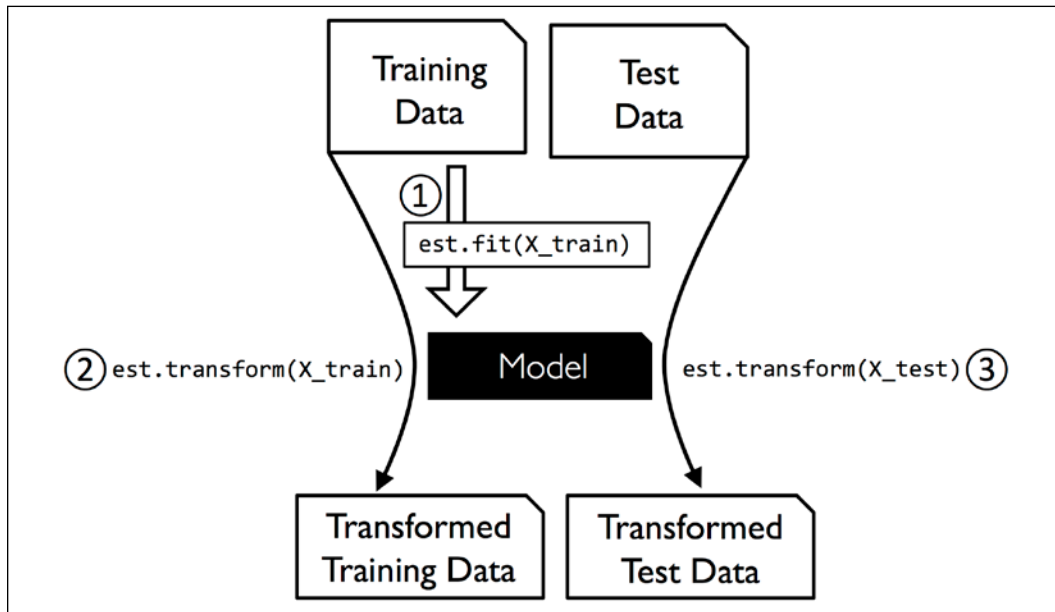 Training
Data
Test
Data
①
est.fit(X_train)
② est.transform(X_train)
Model
est.transform(X_test) ③
Transformed
Training Data
Transformed
Test Data